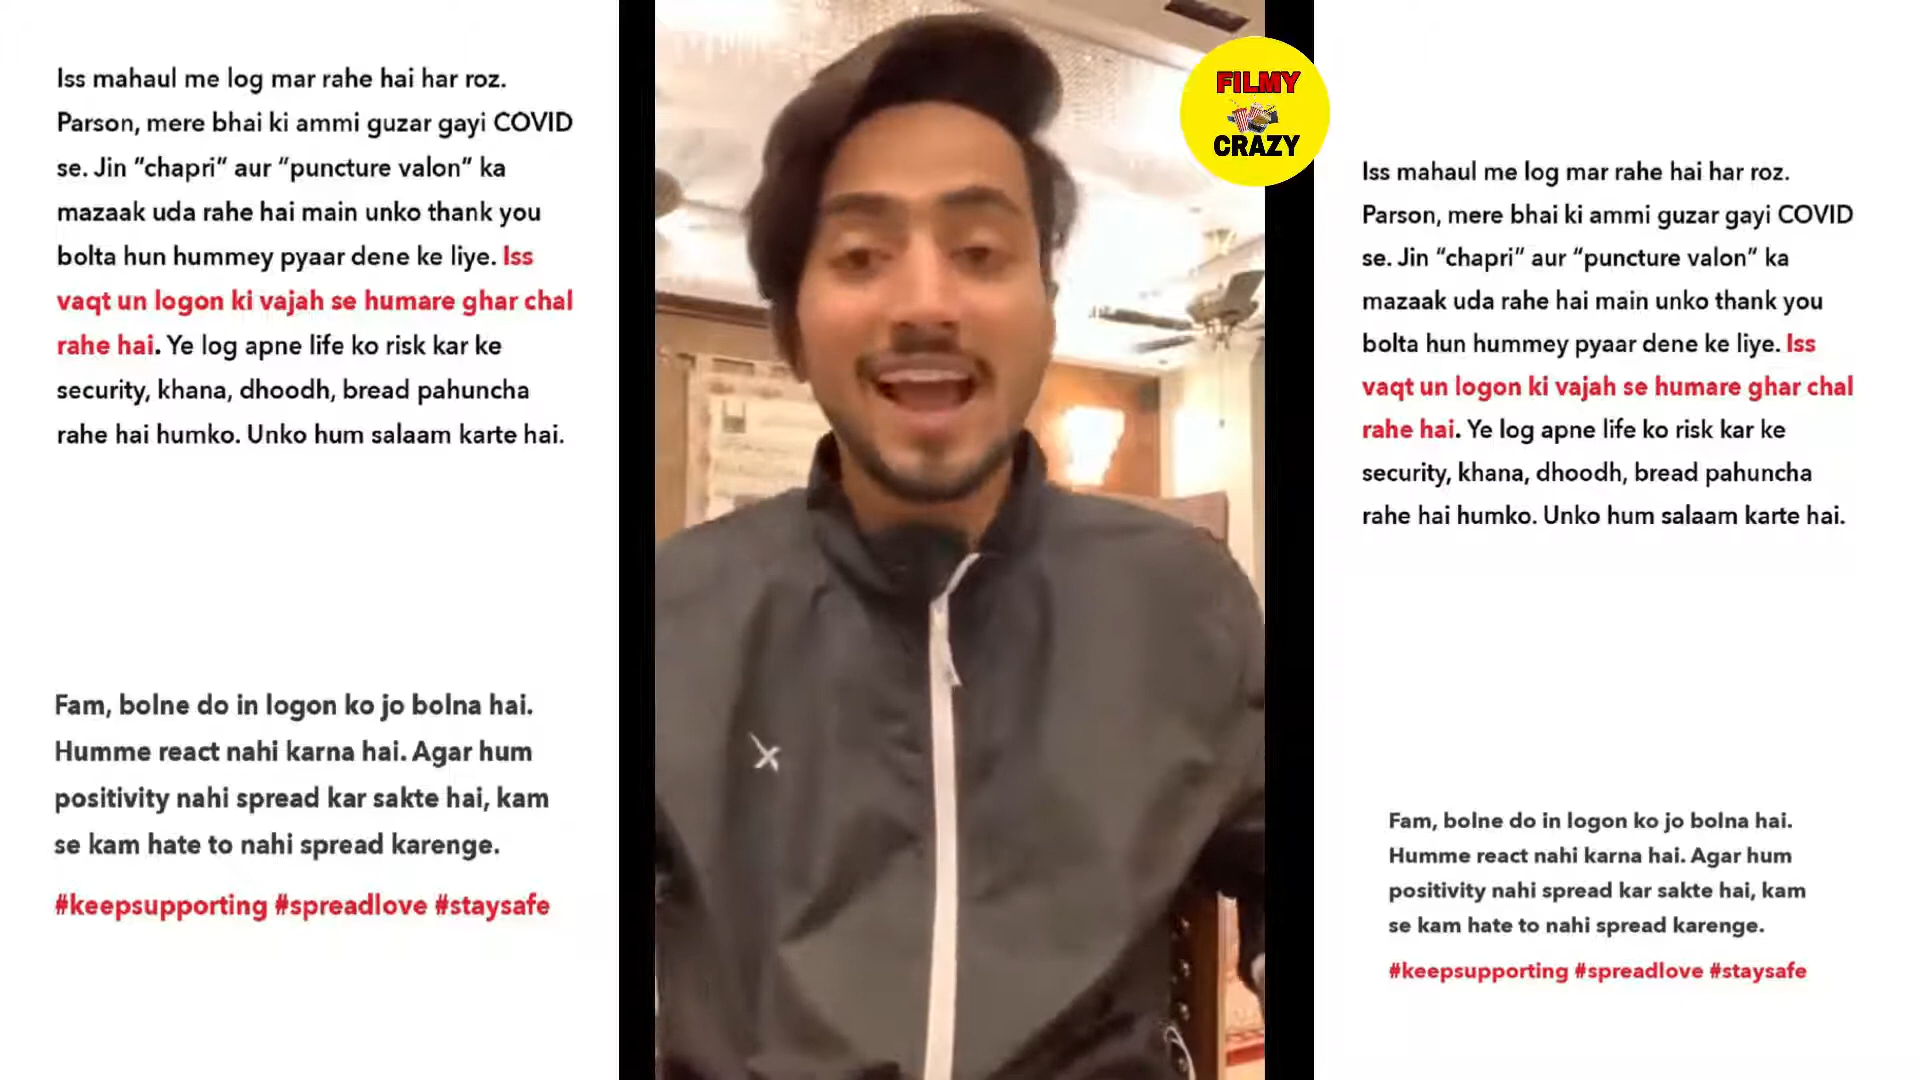 Iss mahaul me log mar rahe hai har roz.
Parson, mere bhai ki ammi guzar gayi COVID
se. Jin “chapri” aur “puncture valon” ka
mazaak uda rahe hai main unko thank you
bolta hun hummey pyaar dene ke liye. Iss
vaqt un logon ki vajah se humare ghar chal
rahe hai. Ye log apne life ko risk kar ke
security, khana, dhoodh, bread pahuncha
rahe hai humko. Unko hum salaam karte hai.
Fam, bolne do in logon ko jo bolna hai.
Humme react nahi karna hai. Agar hum
positivity nahi spread kar sakte hai, kam
se kam hate to nahi spread karenge.
#keepsupporting #spreadlove #staysafe
FILMY
CRAZY
Iss mahaul me log mar rahe hai har roz.
Parson, mere bhai ki ammi guzar gayi COVID
se. Jin “chapri” aur “puncture valon” ka
mazaak uda rahe hai main unko thank you
bolta hun hummey pyaar dene ke liye. Iss
vaqt un logon ki vajah se humare ghar chal
rahe hai. Ye log apne life ko risk kar ke
security, khana, dhoodh, bread pahuncha
rahe hai humko. Unko hum salaam karte hai.
Fam, bolne do in logon ko jo bolna hai.
Humme react nahi karna hai. Agar hum
positivity nahi spread kar sakte hai, kam
se kam hate to nahi spread karenge.
#keepsupporting #spreadlove #staysafe